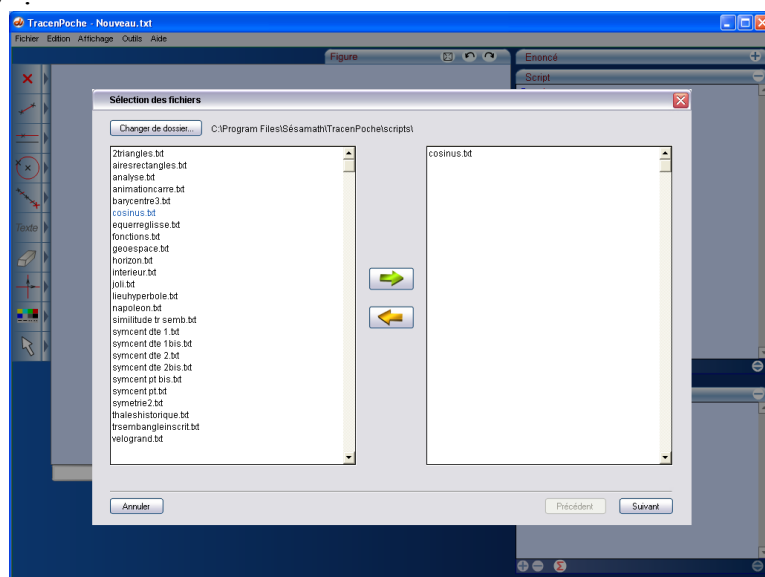 TracenPoche - Nouveau.txt
Fichier Edition Affichage Outils Aide
Figure
Enoncé
Script
Sélection des fichiers
Changer de dossier... C:\Program Files\Sésamath\TracenPoche\scripts\
2triangles.txt
airesrectangles.txt
analyse.txt
animationcarre.txt
barycentre3.txt
cosinus.txt
equerreglisse.txt
fonctions.txt
geoespace.txt
horizon.txt
interieur.txt
joli.txt
lieuhyperbole.txt
napoleon.txt
similitude tr semb.txt
symcent dte 1.txt
symcent dte 1bis.txt
symcent dte 2.txt
symcent dte 2bis.txt
symcent pt bis.txt
symcent pt.txt
symetrie2.txt
thaleshistorique.txt
trsembangleinscrit.txt
velogrand.txt
cosinus.txt
Texte
Annuler
Précédent
Suivant